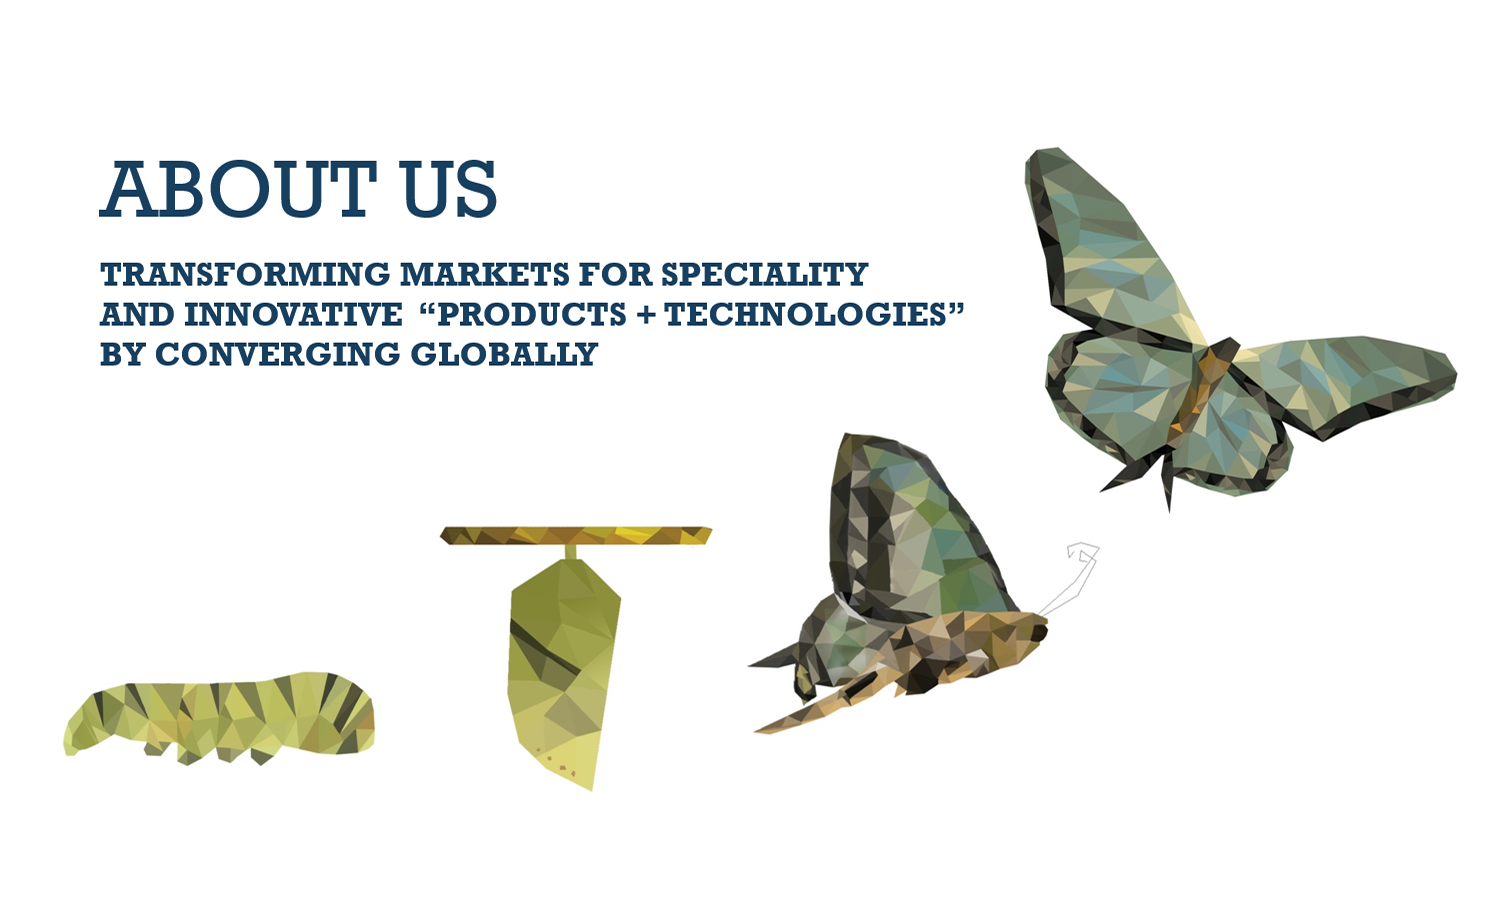 ABOUT US
TRANSFORMING MARKETS FOR SPECIALITY
AND INNOVATIVE “PRODUCTS + TECHNOLOGIES”
BY CONVERGING GLOBALLY